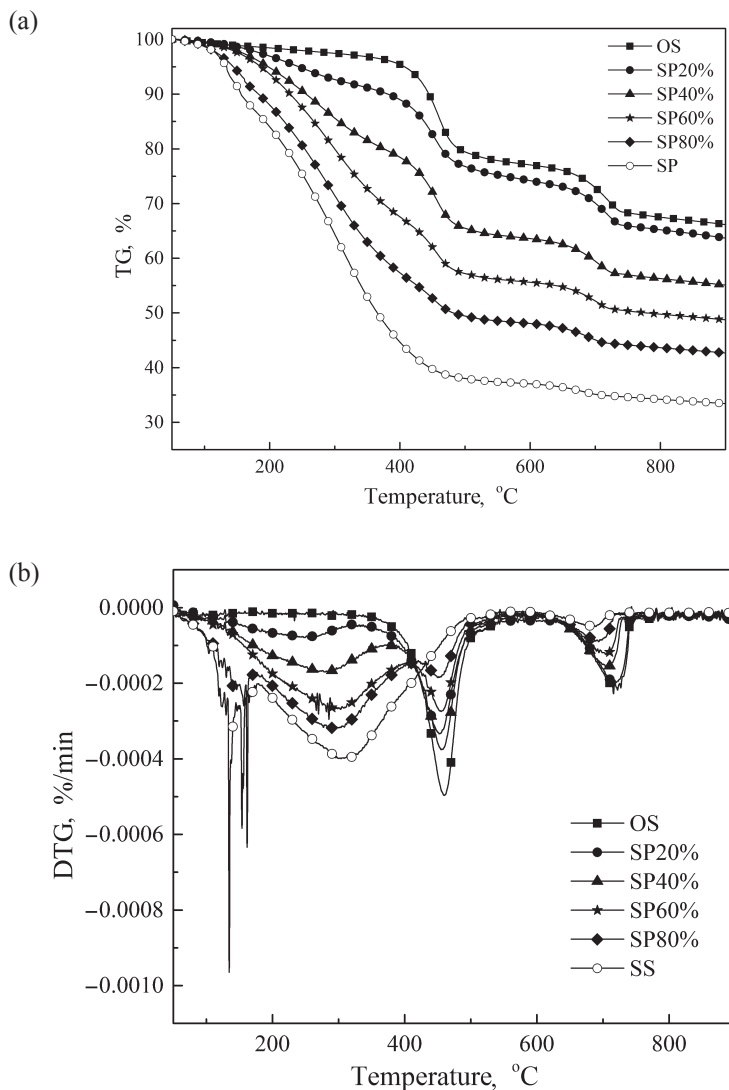 (a)
100
90
80
70
60
50
40
30
TG, %
OS
SP20%
SP40%
SP60%
SP80%
SP
200 400 600 800
Temperature, °C
(b)
0.0000
−0.0002
−0.0004
−0.0006
−0.0008
−0.0010
DTG, %/min
OS
SP20%
SP40%
SP60%
SP80%
SS
200 400 600 800
Temperature, °C